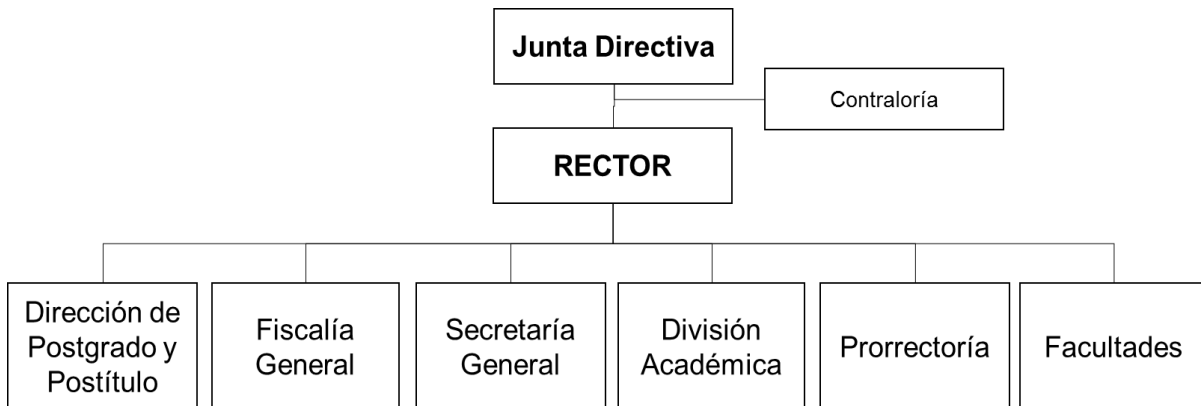 Junta Directiva
Contraloría
RECTOR
Dirección de
Postgrado y
Postítulo
Fiscalía
General
Secretaría
General
División
Académica
Prorrectoría
Facultades